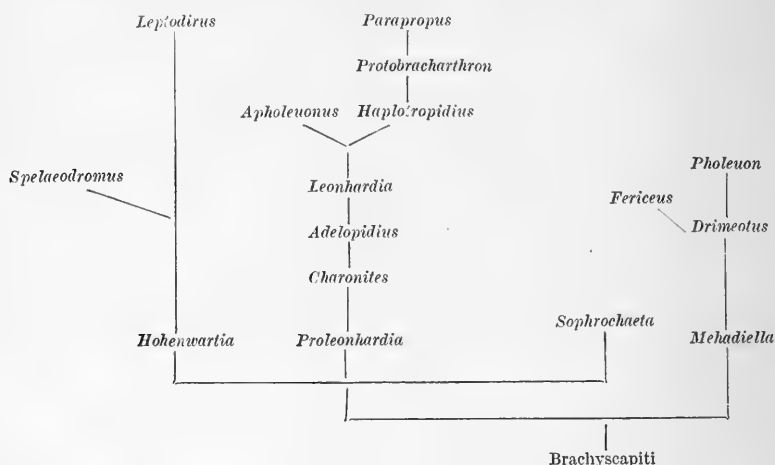 Leptodirus Parapropus
Protobracharthron
Apholeuonus Haplotropidius
Pholeuon
Spelaeodromus
Leonhardia
Fericeus
Drimeotus
Adelopidius
Charonites
Sophrochaeta
Hohenwartia Proleonhardia Mehadiella
Brachyscapiti